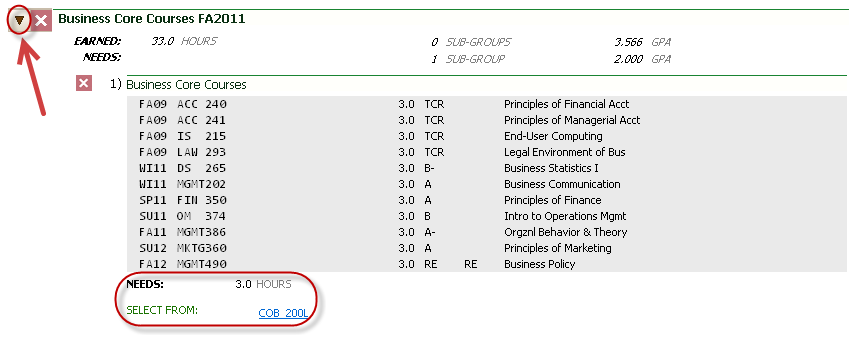 Business Core Courses FA2011
EARNED: 33.0 HOURS 0 SUB-GROUPS 3.566 GPA
NEEDS: 1 SUB-GROUP 2.000 GPA
1) Business Core Courses
FA09 ACC 240 3.0 TCR Principles of Financial Acct
FA09 ACC 241 3.0 TCR Principles of Managerial Acct
FA09 IS 215 3.0 TCR End-User Computing
FA09 LAW 293 3.0 TCR Legal Environment of Bus
WI11 DS 265 3.0 B- Business Statistics I
WI11 MGMT202 3.0 A Business Communication
SP11 FIN 350 3.0 A Principles of Finance
SU11 OM 374 3.0 B Intro to Operations Mgmt
FA11 MGMT386 3.0 A- Orgznl Behavior & Theory
SU12 MKTG360 3.0 A Principles of Marketing
FA12 MGMT490 3.0 RE RE Business Policy
NEEDS: 3.0 HOURS
SELECT FROM: COB 200L